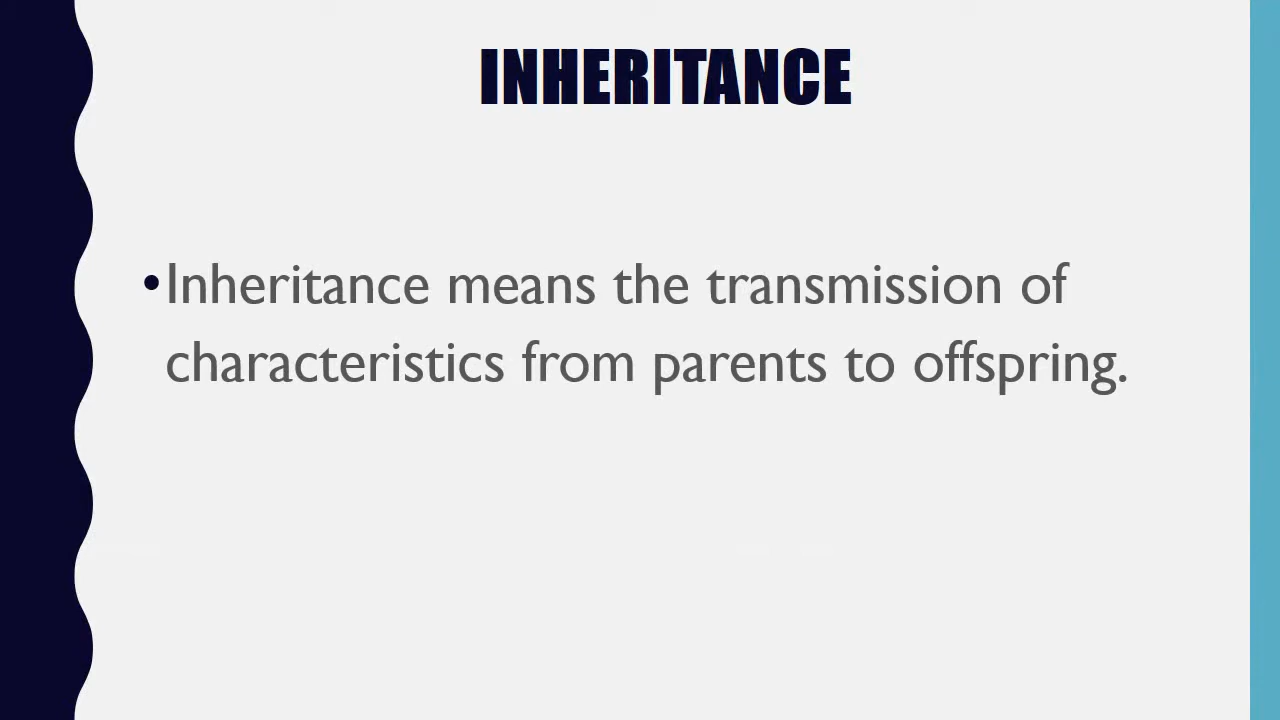 INHERITANCE
•Inheritance means the transmission of
characteristics from parents to offspring.